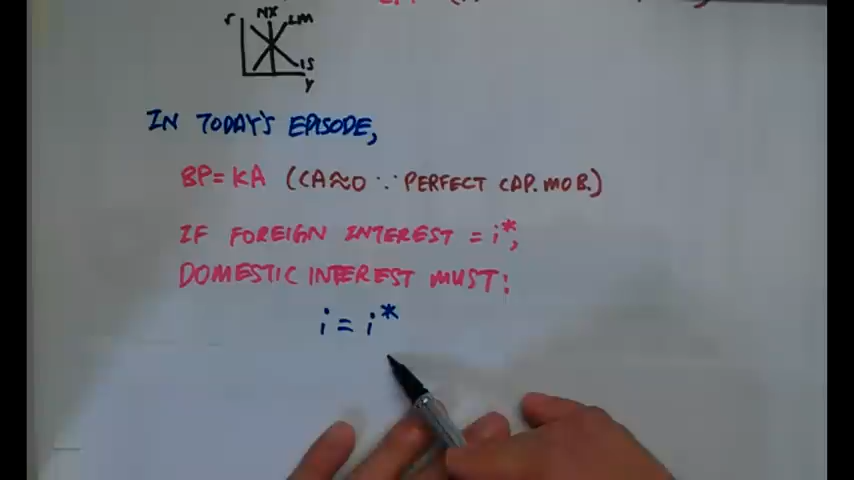 NX
r LM
IS
Y
IN TODAY'S EPISODE,
BP=KA (CA≈0 ∵ PERFECT CAP.MOB.)
IF FOREIGN INTEREST = i*,
DOMESTIC INTEREST MUST:
i = i*